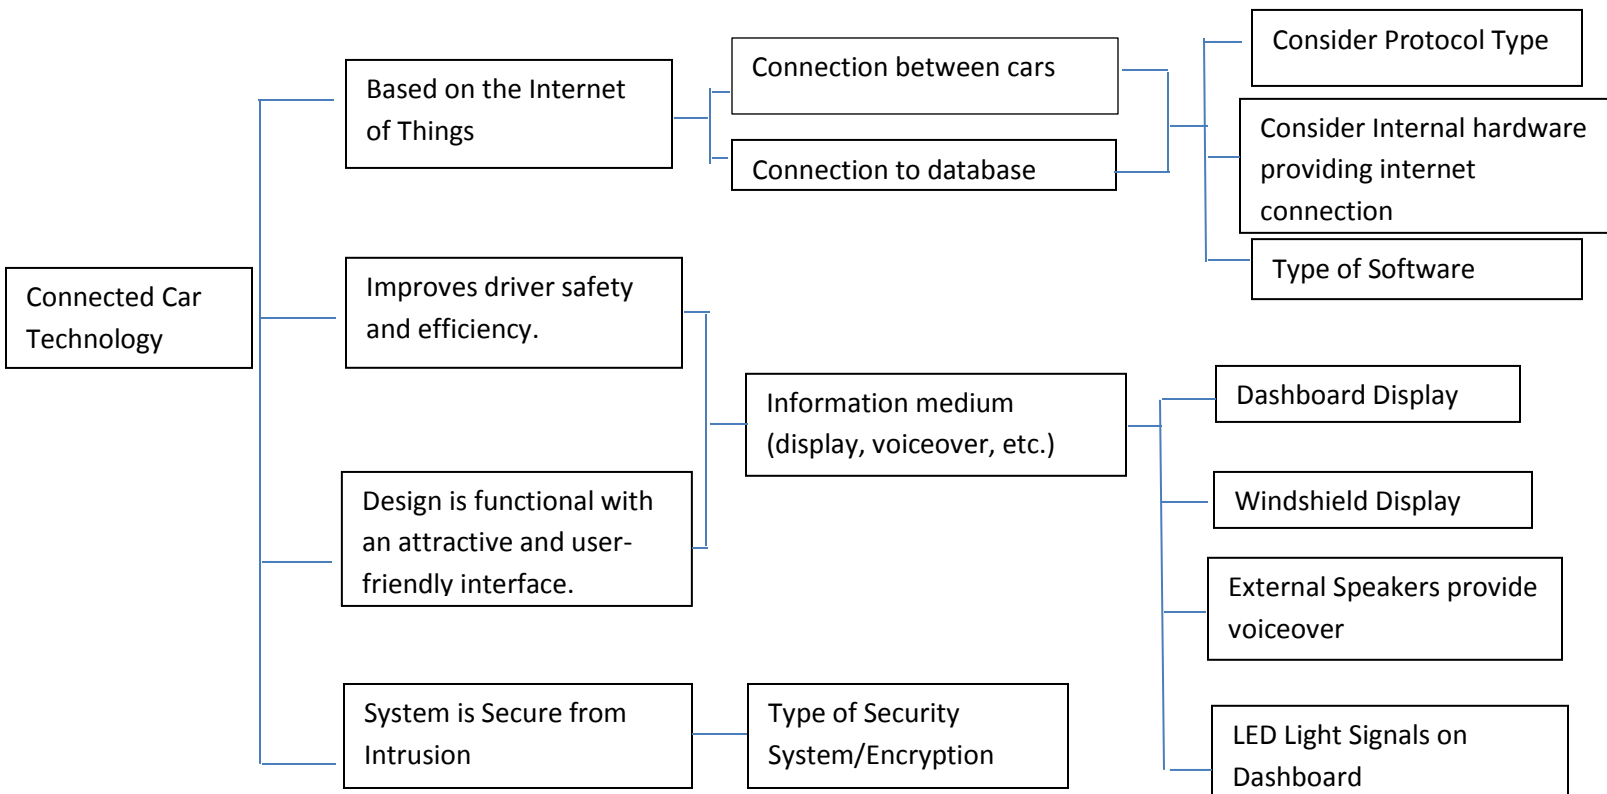 Connected Car
Technology
Based on the Internet
of Things
Improves driver safety
and efficiency.
Design is functional with
an attractive and user-
friendly interface.
System is Secure from
Intrusion
Connection between cars
Connection to database
Information medium
(display, voiceover, etc.)
Type of Security
System/Encryption
Consider Protocol Type
Consider Internal hardware
providing internet
connection
Type of Software
Dashboard Display
Windshield Display
External Speakers provide
voiceover
LED Light Signals on
Dashboard